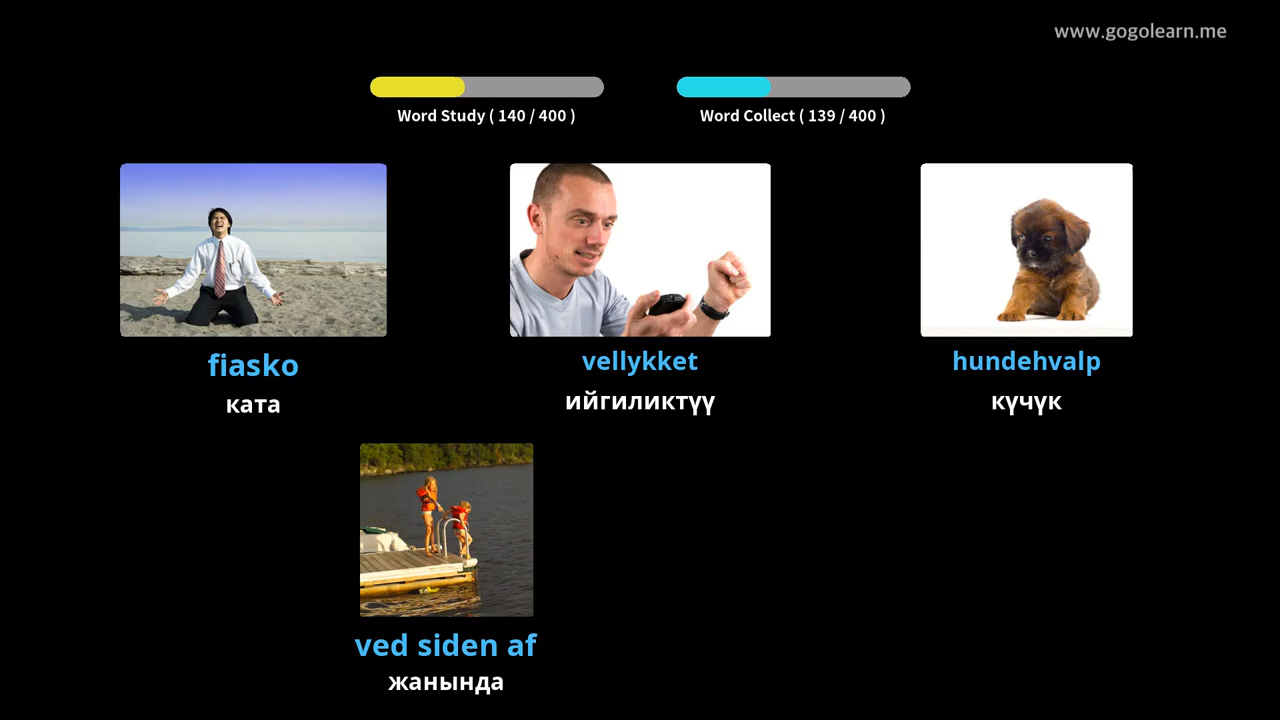 www.gogolearn.me
Word Study ( 140 / 400 )
Word Collect ( 139 / 400 )
fiasko
ката
vellykket
ийгиликтүү
hundehvalp
күчүк
ved siden af
жанында